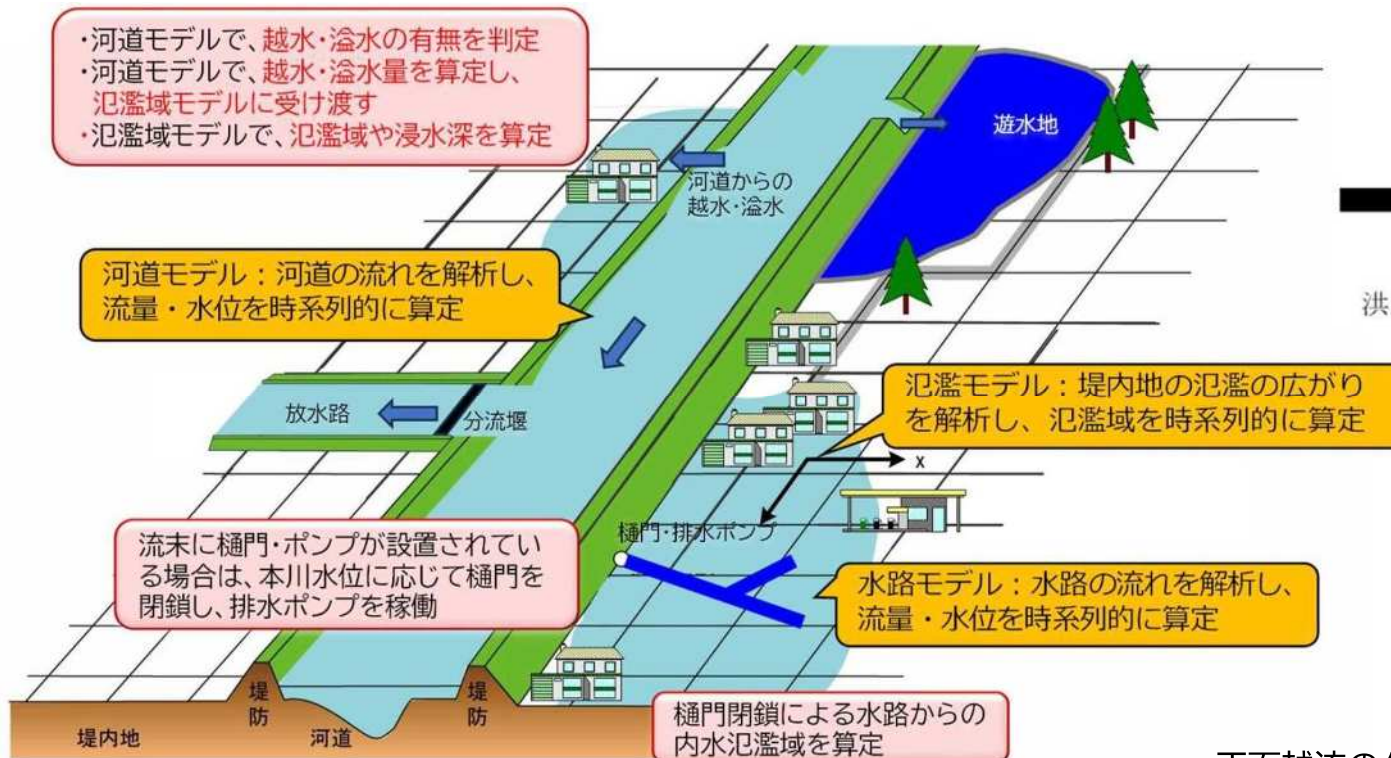 ・河道モデルで、越水・溢水の有無を判定
・河道モデルで、越水・溢水量を算定し、
氾濫域モデルに受け渡す
・氾濫域モデルで、氾濫域や浸水深を算定
遊水地
河道からの
越水・溢水
河道モデル：河道の流れを解析し、
流量・水位を時系列的に算定
洪
氾濫モデル：堤内地の氾濫の広がり
を解析し、氾濫域を時系列的に算定
放水路
分流堰
x
樋門・排水ポンプ
流末に樋門・ポンプが設置されてい
る場合は、本川水位に応じて樋門を
閉鎖し、排水ポンプを稼働
水路モデル：水路の流れを解析し、
流量・水位を時系列的に算定
堤防
堤防
堤内地
河道
樋門閉鎖による水路からの
内水氾濫域を算定